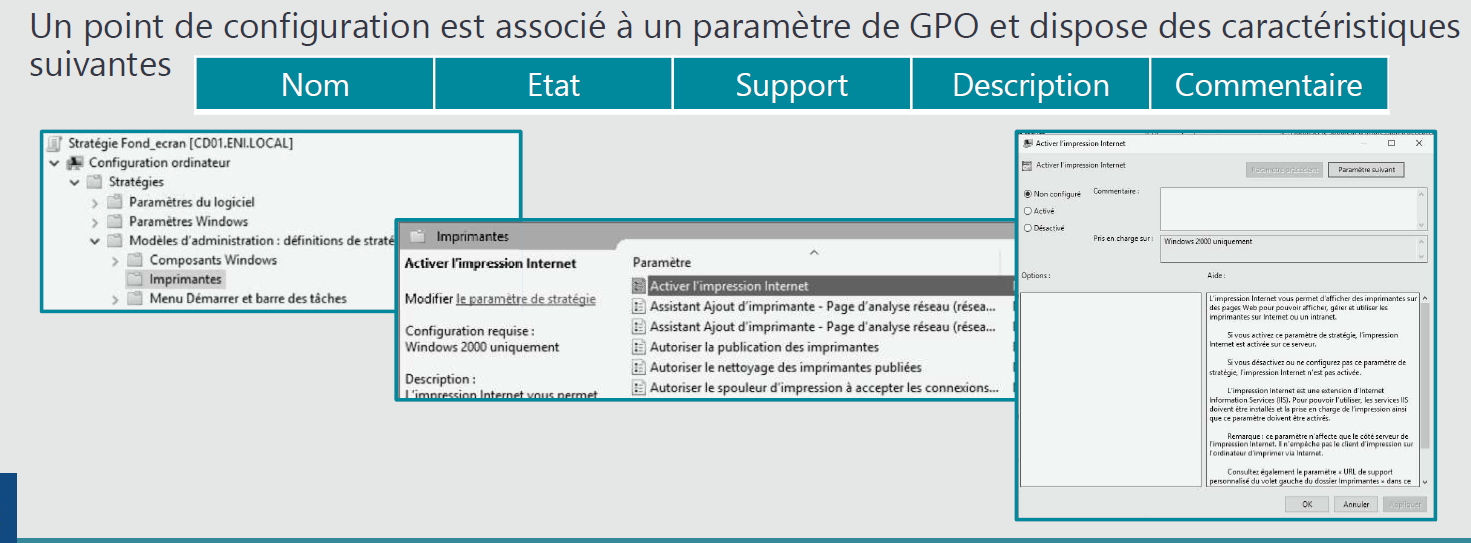 Un point de configuration est associé à un paramètre de GPO et dispose des caractéristiques
suivantes
Nom
Etat
Support
Description
Commentaire
Stratégie Fond_ecran [CD01.ENI.LOCAL]
Configuration ordinateur
Stratégies
Paramètres du logiciel
Paramètres Windows
Modèles d'administration : définitions de straté
Composants Windows
Imprimantes
Menu Démarrer et barre des tâches
Imprimantes
Activer l'impression Internet
Modifier le paramètre de stratégie
Configuration requise :
Windows 2000 uniquement
Description :
L'impression Internet vous permet
Paramètre
Activer l'impression Internet
Assistant Ajout d'imprimante - Page d'analyse réseau (résea...
Assistant Ajout d'imprimante - Page d'analyse réseau (résea...
Autoriser la publication des imprimantes
Autoriser le nettoyage des imprimantes publiées
Autoriser le spouleur d'impression à accepter les connexions...
Activer l'impression Internet
Activer l'impression Internet
Paramètre précédent
Paramètre suivant
Non configuré
Activé
Désactivé
Commentaire :
Pris en charge sur :
Windows 2000 uniquement
Options :
Aide :
L'impression Internet vous permet d'afficher des imprimantes sur
des pages Web pour pouvoir afficher, gérer et utiliser les
imprimantes sur Internet ou un intranet.
Si vous activez ce paramètre de stratégie, l'impression
Internet est activée sur ce serveur.
Si vous désactivez ou ne configurez pas ce paramètre de
stratégie, l'impression Internet n'est pas activée.
L'impression Internet est une extension d'Internet
Information Services (IIS). Pour pouvoir l'utiliser, les services IIS
doivent être installés et la prise en charge de l'impression ainsi
que ce paramètre doivent être activés.
Remarque : ce paramètre n'affecte que le côté serveur de
l'impression Internet. Il n'empêche pas le client d'impression sur
l'ordinateur d'imprimer via Internet.
Consultez également le paramètre « URL de support
personnalisé du volet gauche du dossier Imprimantes » dans ce
OK
Annuler
Appliquer